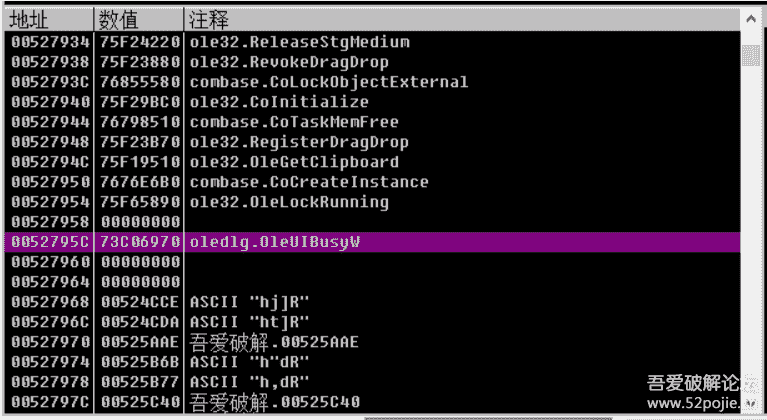 地址 数值 注释
00527934 75F24220 ole32.ReleaseStgMedium
00527938 75F23880 ole32.RevokeDragDrop
0052793C 76855580 combase.CoLockObjectExternal
00527940 75F29BC0 ole32.CoInitialize
00527944 76798510 combase.CoTaskMemFree
00527948 75F23B70 ole32.RegisterDragDrop
0052794C 75F19510 ole32.OleGetClipboard
00527950 7676E6B0 combase.CoCreateInstance
00527954 75F65890 ole32.OleLockRunning
00527958 00000000
0052795C 73C06970 oledlg.OleUIBusyW
00527960 00000000
00527964 00000000
00527968 00524CCE ASCII "hj]R"
0052796C 00524CDA ASCII "ht]R"
00527970 00525AAE 吾爱破解.00525AAE
00527974 00525B6B ASCII "h"dR"
00527978 00525B77 ASCII "h,dR"
0052797C 00525C40 吾爱破解.00525C40
吾爱破解论坛
www.52pojie.cn